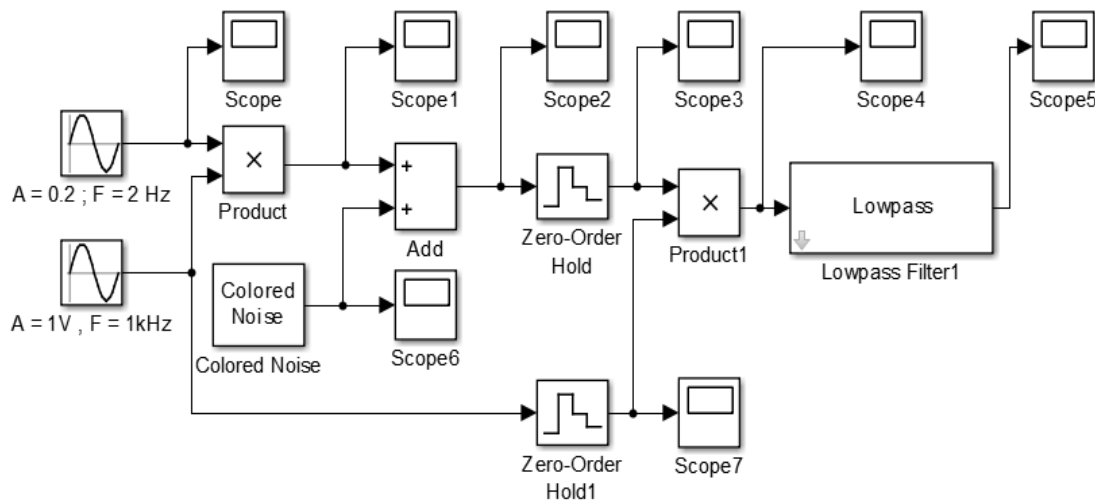 Scope
Scope1
Scope2
Scope3
Scope4
Scope5
A = 0.2 ; F = 2 Hz
×
Product
+
+
Add
Zero-Order
Hold
×
Product1
Lowpass
Lowpass Filter1
A = 1V , F = 1kHz
Colored
Noise
Colored Noise
Scope6
Zero-Order
Hold1
Scope7